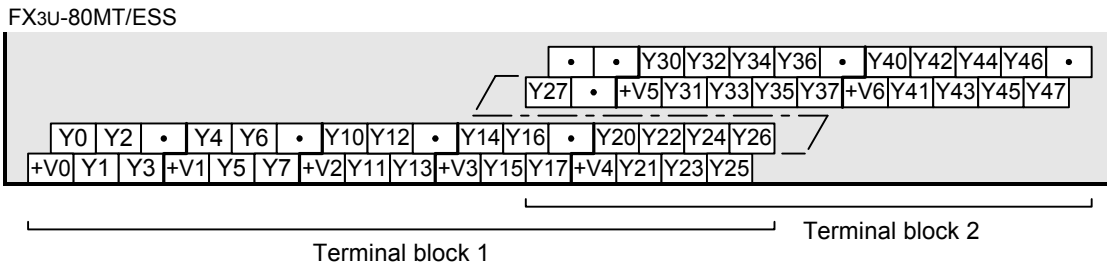 FX3U-80MT/ESS
• • Y30 Y32 Y34 Y36 • Y40 Y42 Y44 Y46 •
Y27 • +V5 Y31 Y33 Y35 Y37 +V6 Y41 Y43 Y45 Y47
Y0 Y2 • Y4 Y6 • Y10 Y12 • Y14 Y16 • Y20 Y22 Y24 Y26
+V0 Y1 Y3 +V1 Y5 Y7 +V2 Y11 Y13 +V3 Y15 Y17 +V4 Y21 Y23 Y25
Terminal block 1
Terminal block 2